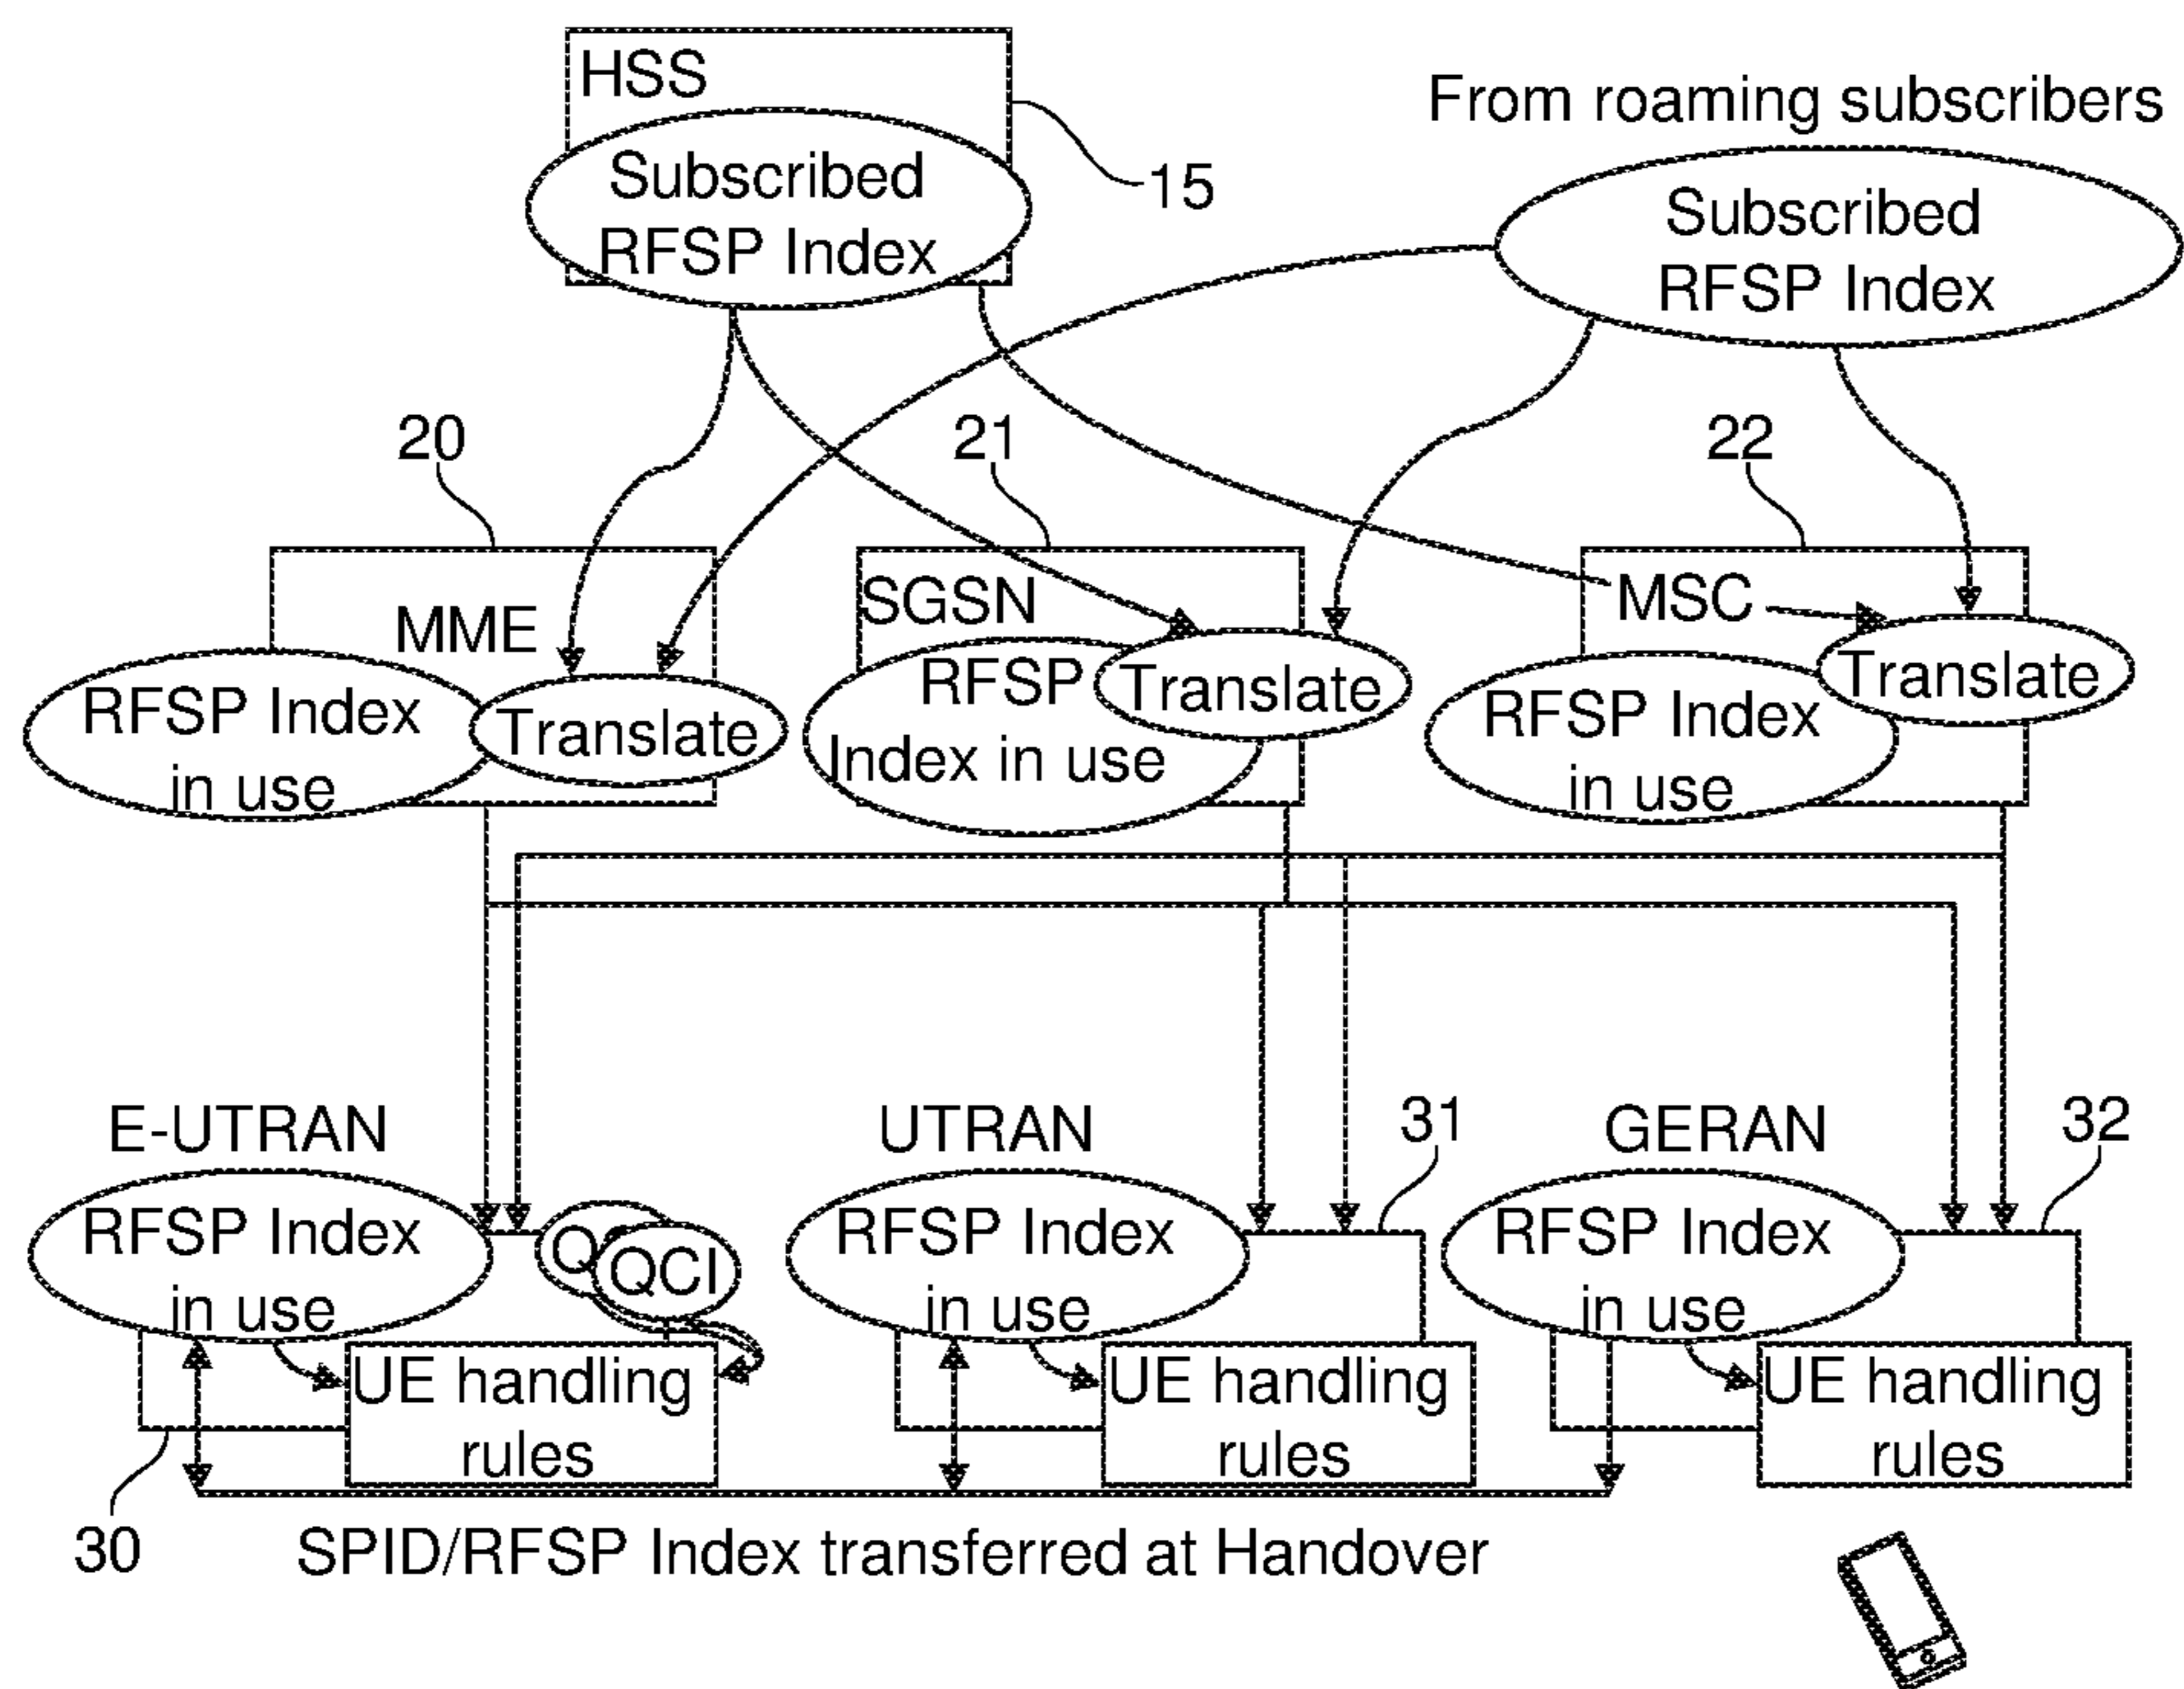 HSS
Subscribed
RFSP Index
15
From roaming subscribers
Subscribed
RFSP Index
20
21
22
MME
RFSP Index
in use
Translate
SGSN
RFSP
Index in use
Translate
MSC
RFSP Index
in use
Translate
E-UTRAN
RFSP Index
in use
QCI
UE handling
rules
30
UTRAN
31
RFSP Index
in use
UE handling
rules
GERAN
32
RFSP Index
in use
UE handling
rules
SPID/RFSP Index transferred at Handover